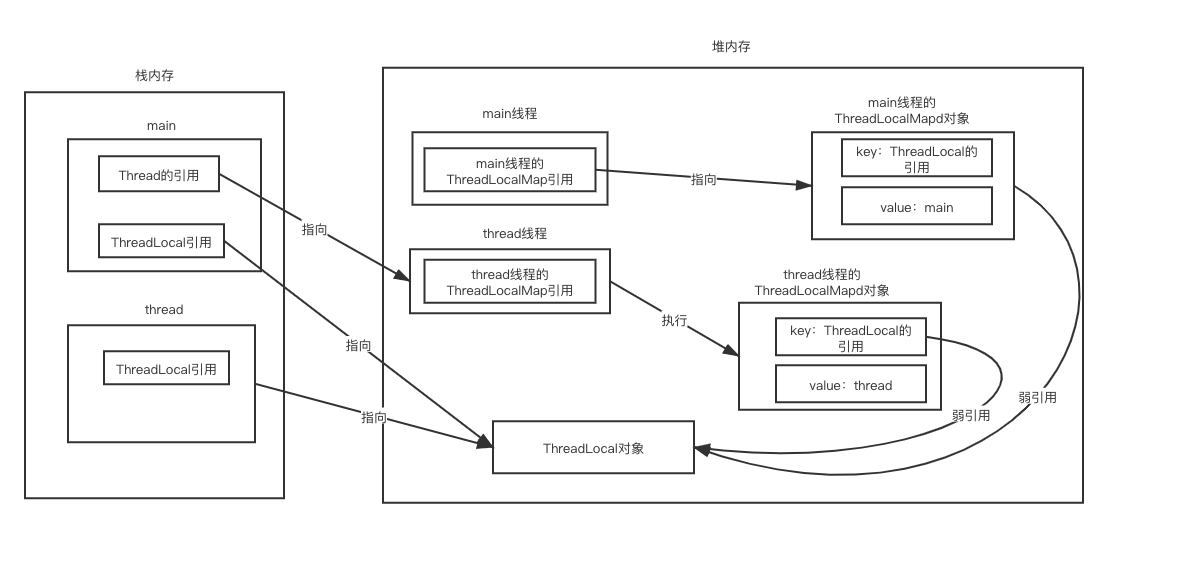 栈内存
main
Thread的引用
ThreadLocal引用
thread
ThreadLocal引用
指向
指向
指向
堆内存
main线程
main线程的
ThreadLocalMap引用
指向
main线程的
ThreadLocalMapd对象
key：ThreadLocal的
引用
value：main
thread线程
thread线程的
ThreadLocalMap引用
执行
thread线程的
ThreadLocalMapd对象
key：ThreadLocal的
引用
value：thread
弱引用
弱引用
ThreadLocal对象